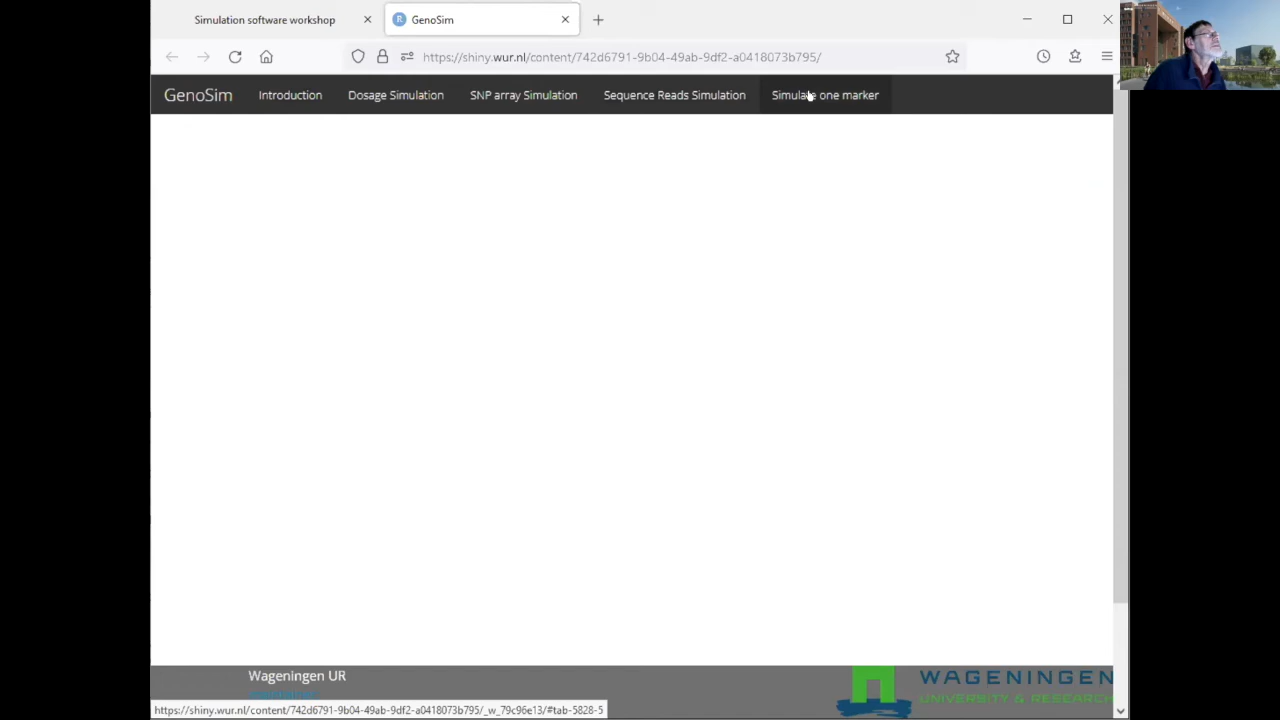 Simulation software workshop
GenoSim
https://shiny.wur.nl/content/742d6791-9b04-49ab-9df2-a0418073b795/
GenoSim Introduction Dosage Simulation SNP array Simulation Sequence Reads Simulation Simulate one marker
Wageningen UR
WAGENINGEN
UNIVERSITY & RESEARCH
https://shiny.wur.nl/content/742d6791-9b04-49ab-9df2-a0418073b795/_w_79c96e13/#tab-5828-5